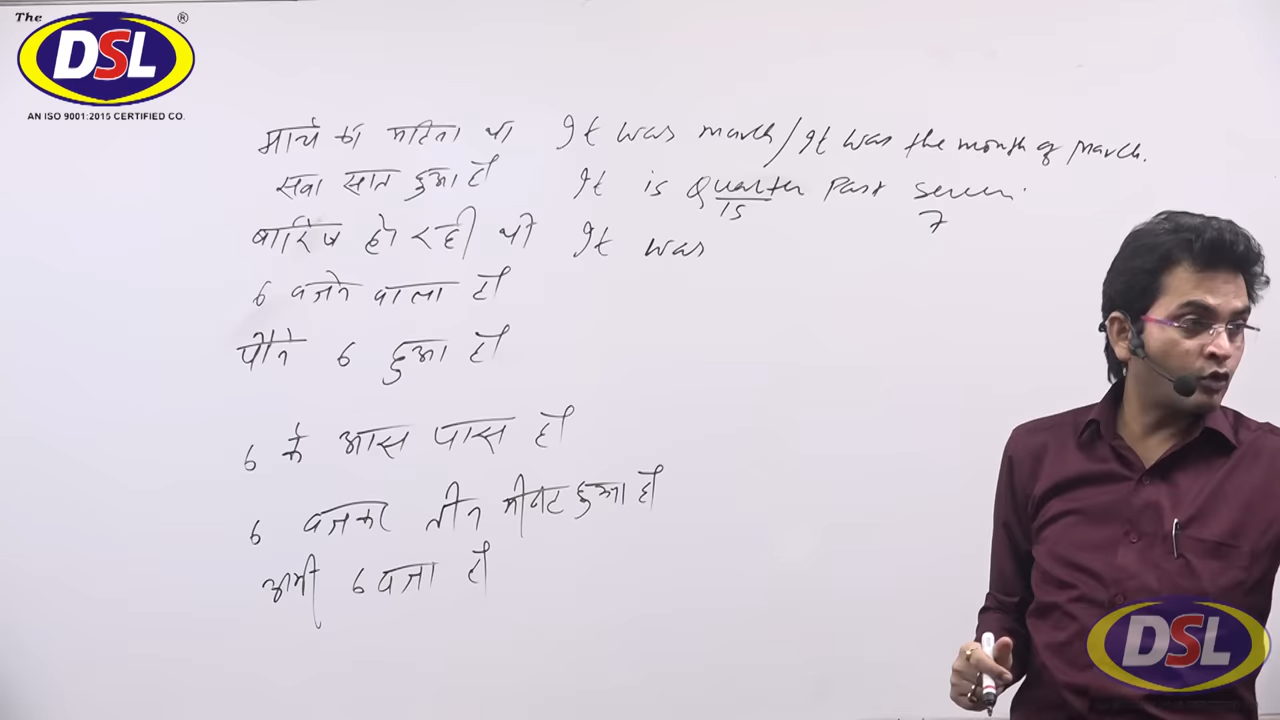 The
DSL
®
AN ISO 9001:2015 CERTIFIED CO.
मार्च का महिना था It was march / It was the month of march.
सवा सात हुआ है It is Quarter Past seven.
15 7
बारिष हो रही थी It was
6 बजने वाला है
पौने 6 हुआ है
6 के आस पास है
6 बजकर तीन मीनट हुआ है
अभी 6 बजा है
DSL